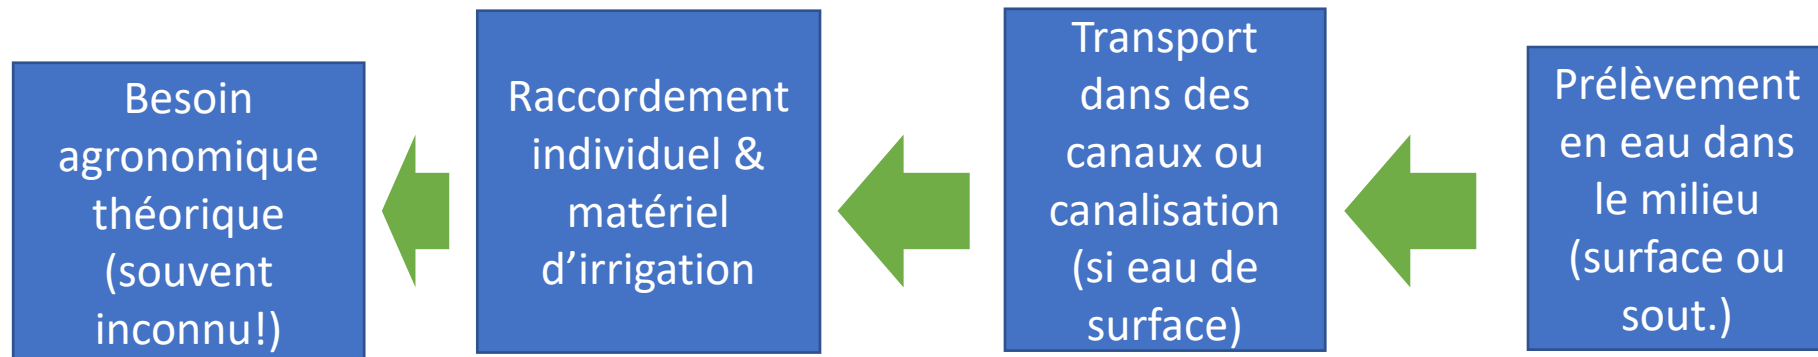 Besoin
agronomique
théorique
(souvent
inconnu!)
Raccordement
individuel &
matériel
d’irrigation
Transport
dans des
canaux ou
canalisation
(si eau de
surface)
Prélèvement
en eau dans
le milieu
(surface ou
sout.)